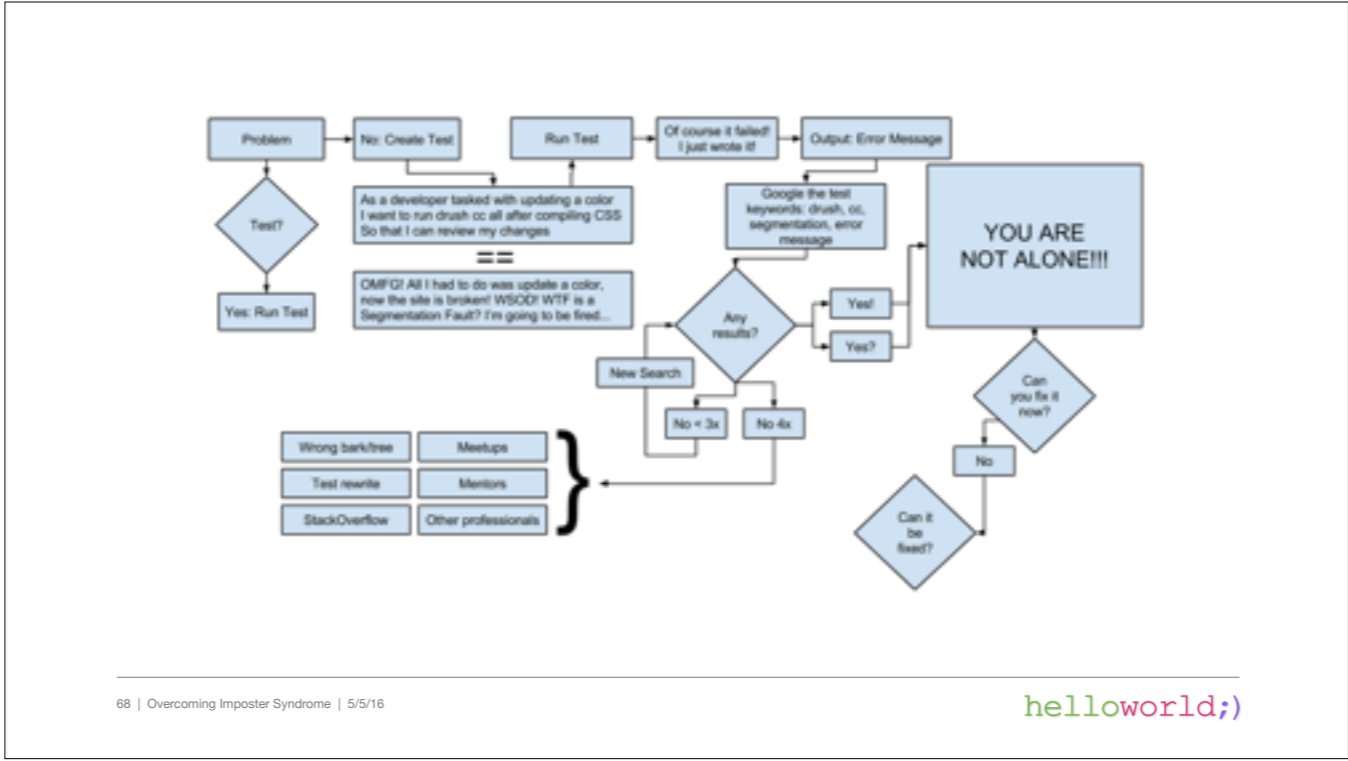 Problem
No: Create Test
Run Test
Of course it failed!
I just wrote it!
Output: Error Message
Test?
Yes: Run Test
As a developer tasked with updating a color
I want to run drush cc all after compiling CSS
So that I can review my changes
==
OMFG! All I had to do was update a color,
now the site is broken! WSOD! WTF is a
Segmentation Fault? I'm going to be fired...
Google the test
keywords: drush, cc,
segmentation, error
message
YOU ARE
NOT ALONE!!!
Any
results?
Yes!
Yes?
New Search
No < 3x
No 4x
Can
you fix it
now?
No
Can it
be
fixed?
Wrong bark/tree
Meetups
Test rewrite
Mentors
StackOverflow
Other professionals
}
68 | Overcoming Imposter Syndrome | 5/5/16
helloworld;)